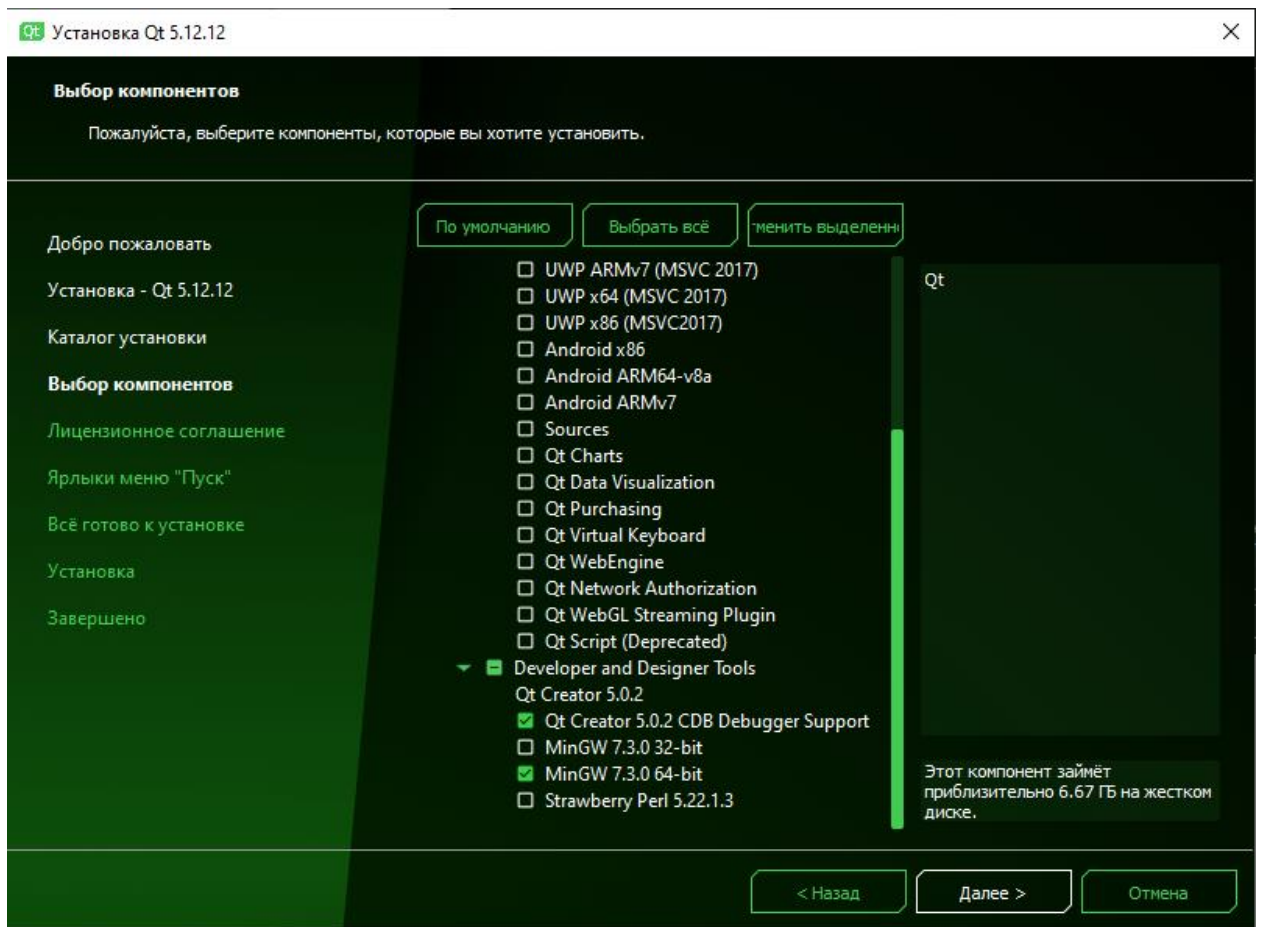 Qt Установка Qt 5.12.12
Выбор компонентов
Пожалуйста, выберите компоненты, которые вы хотите установить.
Добро пожаловать
Установка - Qt 5.12.12
Каталог установки
Выбор компонентов
Лицензионное соглашение
Ярлыки меню "Пуск"
Всё готово к установке
Установка
Завершено
По умолчанию
Выбрать всё
тменить выделенно
UWP ARMv7 (MSVC 2017)
UWP x64 (MSVC 2017)
UWP x86 (MSVC2017)
Android x86
Android ARM64-v8a
Android ARMv7
Sources
Qt Charts
Qt Data Visualization
Qt Purchasing
Qt Virtual Keyboard
Qt WebEngine
Qt Network Authorization
Qt WebGL Streaming Plugin
Qt Script (Deprecated)
Developer and Designer Tools
Qt Creator 5.0.2
Qt Creator 5.0.2 CDB Debugger Support
MinGW 7.3.0 32-bit
MinGW 7.3.0 64-bit
Strawberry Perl 5.22.1.3
Qt
Этот компонент займёт
приблизительно 6.67 ГБ на жестком
диске.
< Назад
Далее >
Отмена